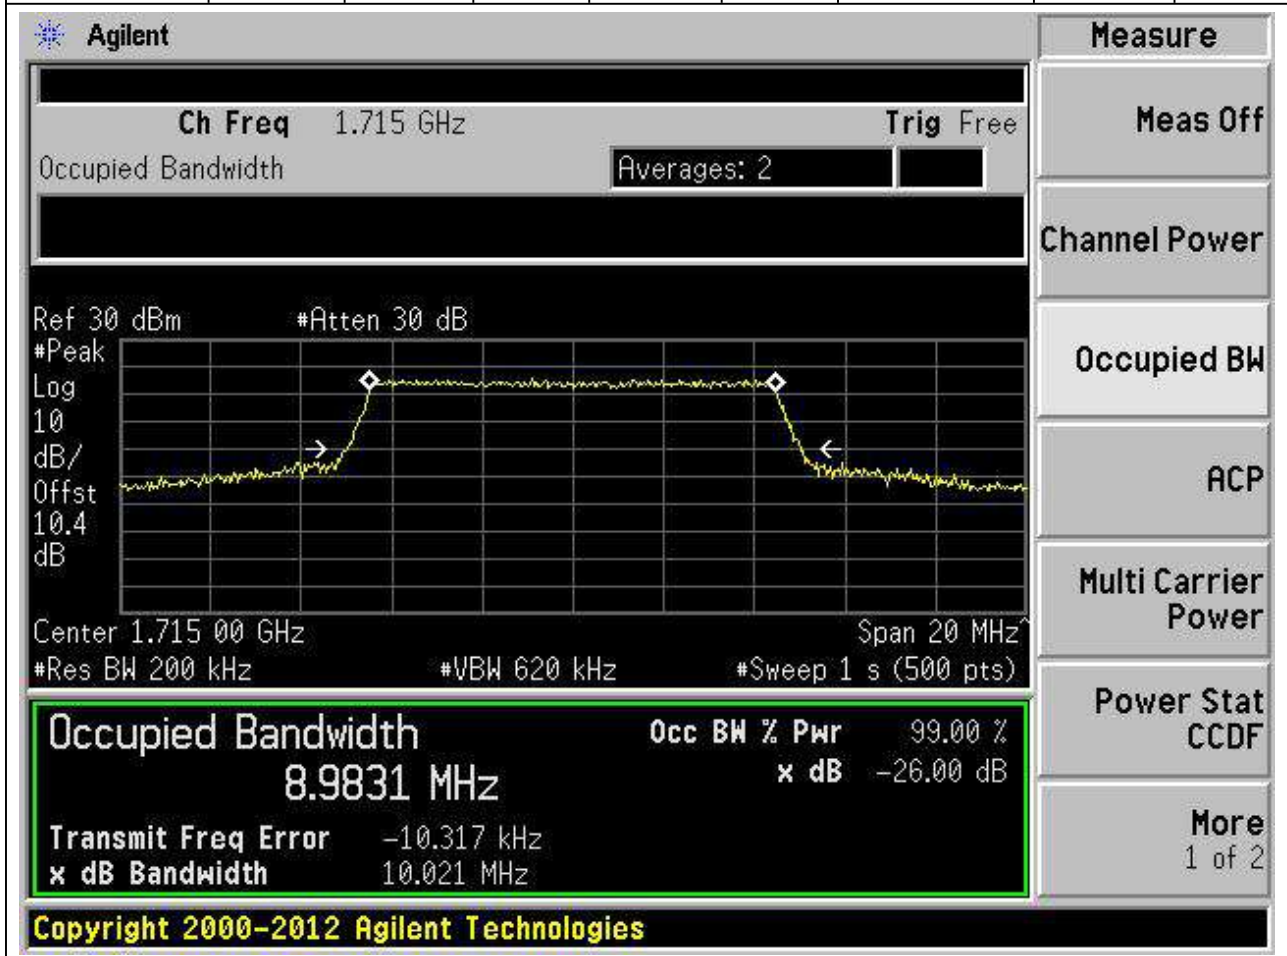 Agilent
Measure
Ch Freq 1.715 GHz Trig Free
Occupied Bandwidth Averages: 2
Meas Off
Channel Power
Occupied BW
ACP
Multi Carrier
Power
Power Stat
CCDF
More
1 of 2
Ref 30 dBm #Atten 30 dB
#Peak
Log
10
dB/
Offst
10.4
dB
Center 1.715 00 GHz Span 20 MHz^
#Res BW 200 kHz #VBW 620 kHz #Sweep 1 s (500 pts)
Occupied Bandwidth
8.9831 MHz
Occ BW % Pwr 99.00 %
x dB -26.00 dB
Transmit Freq Error -10.317 kHz
x dB Bandwidth 10.021 MHz
Copyright 2000-2012 Agilent Technologies